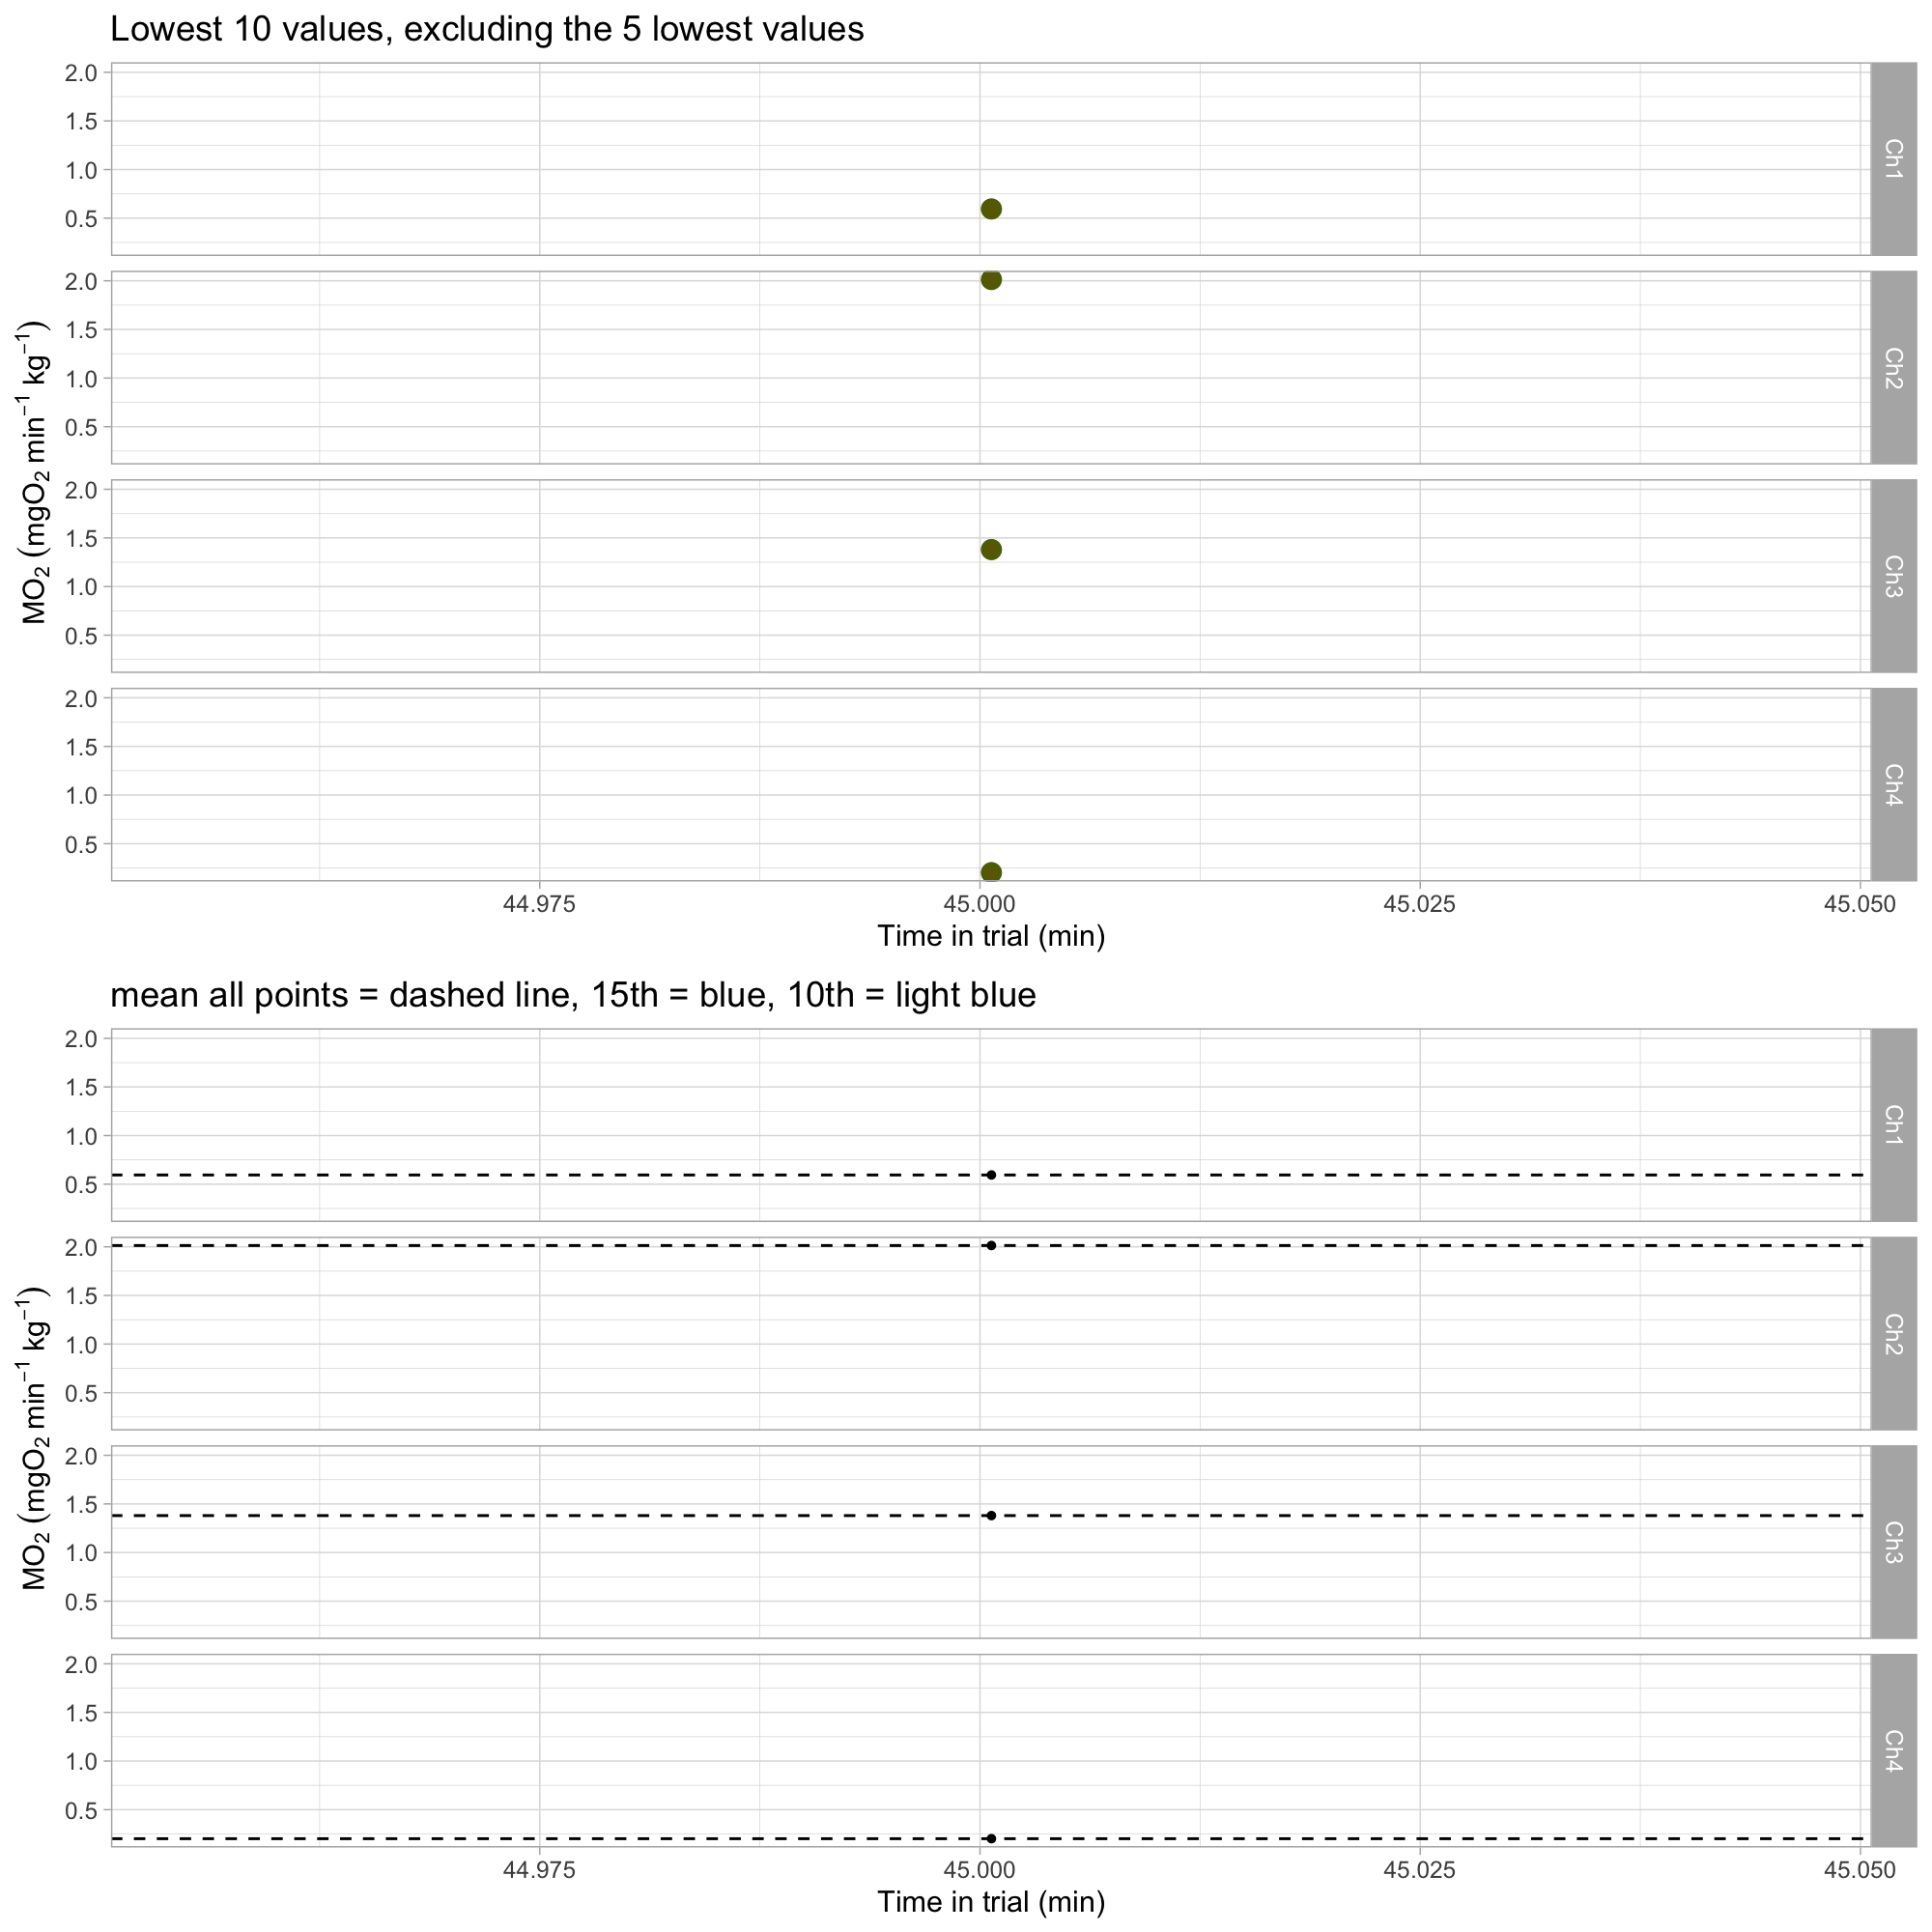 Lowest 10 values, excluding the 5 lowest values
2.0
1.5
1.0
0.5
Ch1
2.0
1.5
1.0
0.5
Ch2
MO₂ (mgO₂ min⁻¹ kg⁻¹)
2.0
1.5
1.0
0.5
Ch3
2.0
1.5
1.0
0.5
Ch4
44.975 45.000 45.025 45.050
Time in trial (min)
mean all points = dashed line, 15th = blue, 10th = light blue
2.0
1.5
1.0
0.5
Ch1
2.0
1.5
1.0
0.5
Ch2
MO₂ (mgO₂ min⁻¹ kg⁻¹)
2.0
1.5
1.0
0.5
Ch3
2.0
1.5
1.0
0.5
Ch4
44.975 45.000 45.025 45.050
Time in trial (min)